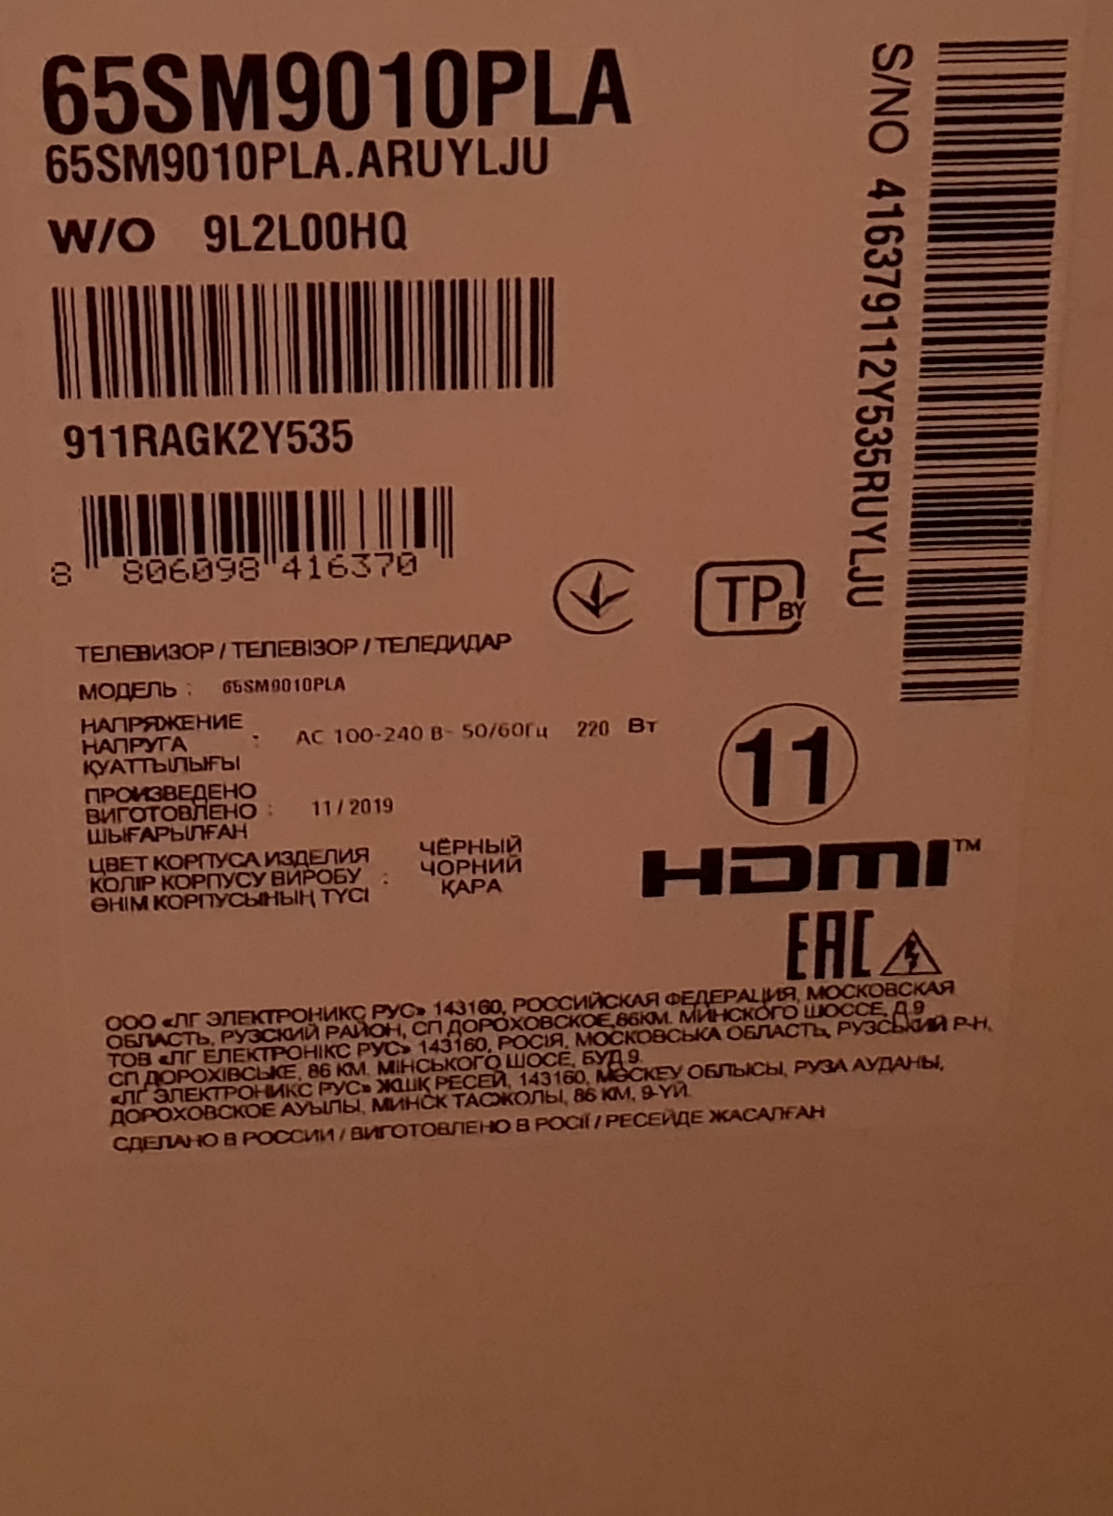 65SM9010PLA
65SM9010PLA.ARUYLJU
W/O 9L2L00HQ
911RAGK2Y535
8 806098 416370
S/NO 416379112Y535RUYLJU
TP BY
ТЕЛЕВИЗОР / ТЕЛЕВІЗОР / ТЕЛЕДИДАР
МОДЕЛЬ : 65SM9010PLA
НАПРЯЖЕНИЕ
НАПРУГА : AC 100-240 В~ 50/60Гц 220 Вт
ҚУАТТЫЛЫҒЫ
ПРОИЗВЕДЕНО
ВИГОТОВЛЕНО : 11 / 2019
ШЫҒАРЫЛҒАН
ЦВЕТ КОРПУСА ИЗДЕЛИЯ ЧЁРНЫЙ
КОЛІР КОРПУСУ ВИРОБУ : ЧОРНИЙ
ӨНІМ КОРПУСЫНЫҢ ТҮСІ ҚАРА
11
HDMI™
EAC
ООО «ЛГ ЭЛЕКТРОНИКС РУС» 143160, РОССИЙСКАЯ ФЕДЕРАЦИЯ, МОСКОВСКАЯ
ОБЛАСТЬ, РУЗСКИЙ РАЙОН, СП ДОРОХОВСКОЕ,86КМ. МИНСКОГО ШОССЕ, Д.9
ТОВ «ЛГ ЕЛЕКТРОНІКС РУС» 143160, РОСІЯ, МОСКОВСЬКА ОБЛАСТЬ, РУЗСЬКИЙ Р-Н,
СП ДОРОХІВСЬКЕ, 86 КМ. МІНСЬКОГО ШОСЕ, БУД 9.
«ЛГ ЭЛЕКТРОНИКС РУС» ЖШҚ РЕСЕЙ, 143160, МӘСКЕУ ОБЛЫСЫ, РУЗА АУДАНЫ,
ДОРОХОВСКОЕ АУЫЛЫ, МИНСК ТАСЖОЛЫ, 86 КМ, 9-ҮЙ.
СДЕЛАНО В РОССИИ / ВИГОТОВЛЕНО В РОСІЇ / РЕСЕЙДЕ ЖАСАЛҒАН